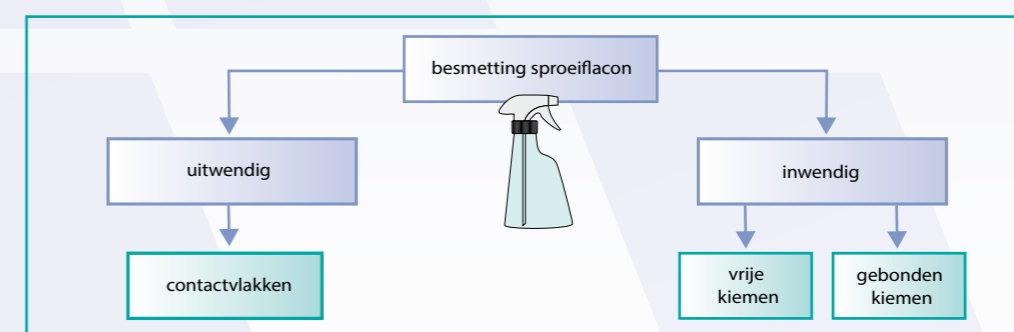 besmetting sproeiflacon
uitwendig
inwendig
contactvlakken
vrije
kiemen
gebonden
kiemen